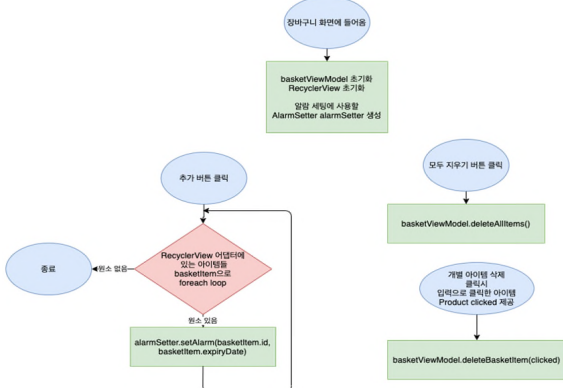 장바구니 화면에 들어옴
basketViewModel 초기화
RecyclerView 초기화
알람 세팅에 사용할
AlarmSetter alarmSetter 생성
추가 버튼 클릭
모두 지우기 버튼 클릭
basketViewModel.deleteAllItems()
RecyclerView 어댑터에
있는 아이템들
basketItem으로
foreach loop
원소 없음
종료
원소 있음
alarmSetter.setAlarm(basketItem.id,
basketItem.expiryDate)
개별 아이템 삭제
클릭시
입력으로 클릭한 아이템
Product clicked 제공
basketViewModel.deleteBasketItem(clicked)